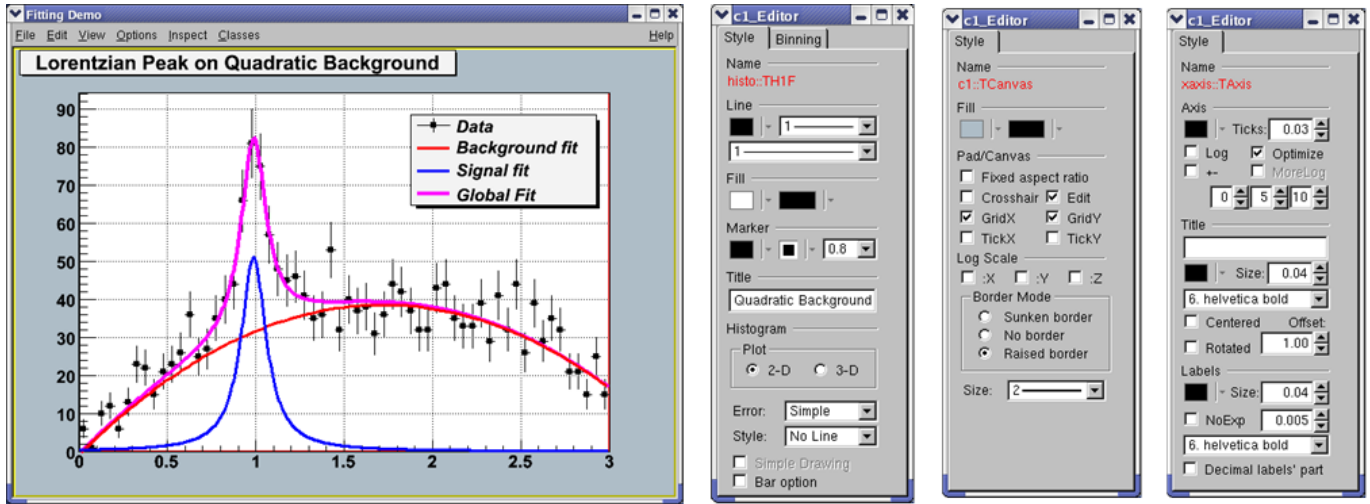 Fitting Demo
File Edit View Options Inspect Classes Help
Lorentzian Peak on Quadratic Background
90
80
70
60
50
40
30
20
10
0
0 0.5 1 1.5 2 2.5 3
Data
Background fit
Signal fit
Global Fit
c1_Editor
Style Binning
Name
histo::TH1F
Line
1
1
Fill
Marker
0.8
Title
Quadratic Background
Histogram
Plot
2-D 3-D
Error: Simple
Style: No Line
Simple Drawing
Bar option
c1_Editor
Style
Name
c1::TCanvas
Fill
Pad/Canvas
Fixed aspect ratio
Crosshair Edit
GridX GridY
TickX TickY
Log Scale
:X :Y :Z
Border Mode
Sunken border
No border
Raised border
Size: 2
c1_Editor
Style
Name
xaxis::TAxis
Axis
Ticks: 0.03
Log Optimize
+- MoreLog
0 5 10
Title
Size: 0.04
6. helvetica bold
Centered Offset:
Rotated 1.00
Labels
Size: 0.04
NoExp 0.005
6. helvetica bold
Decimal labels' part